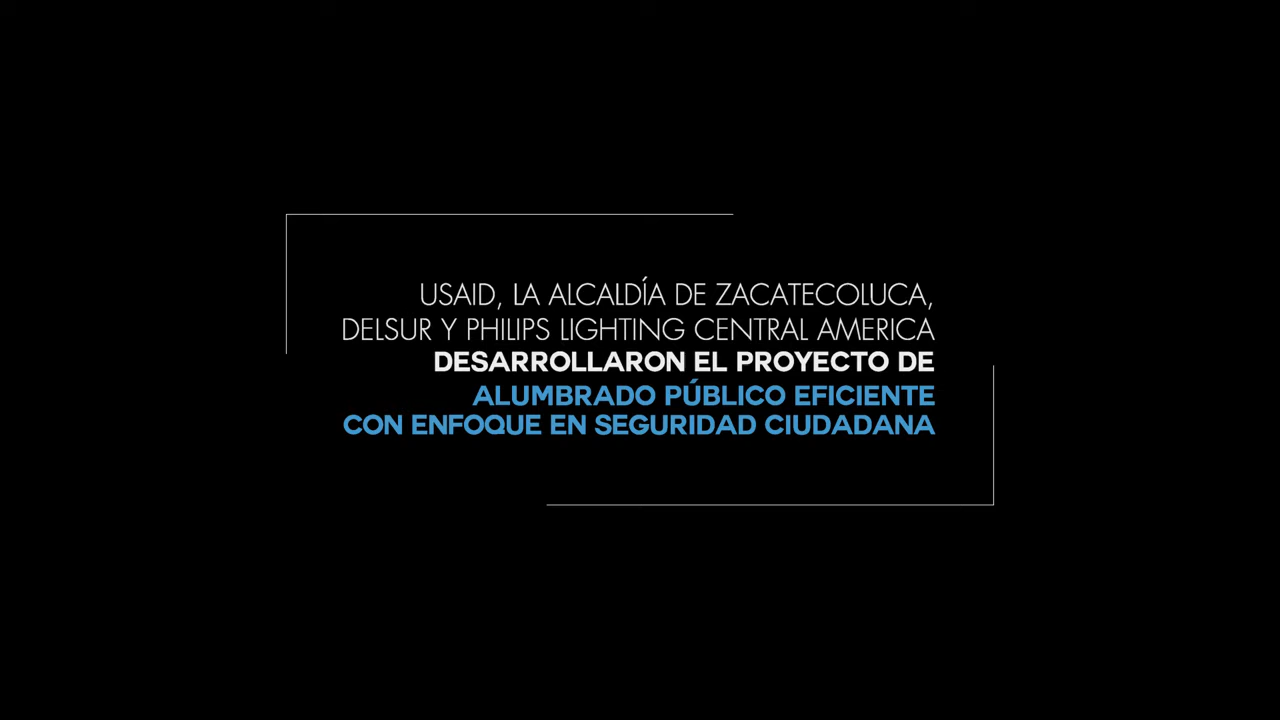 USAID, LA ALCALDÍA DE ZACATECOLUCA,
DELSUR Y PHILIPS LIGHTING CENTRAL AMERICA
DESARROLLARON EL PROYECTO DE
ALUMBRADO PÚBLICO EFICIENTE
CON ENFOQUE EN SEGURIDAD CIUDADANA